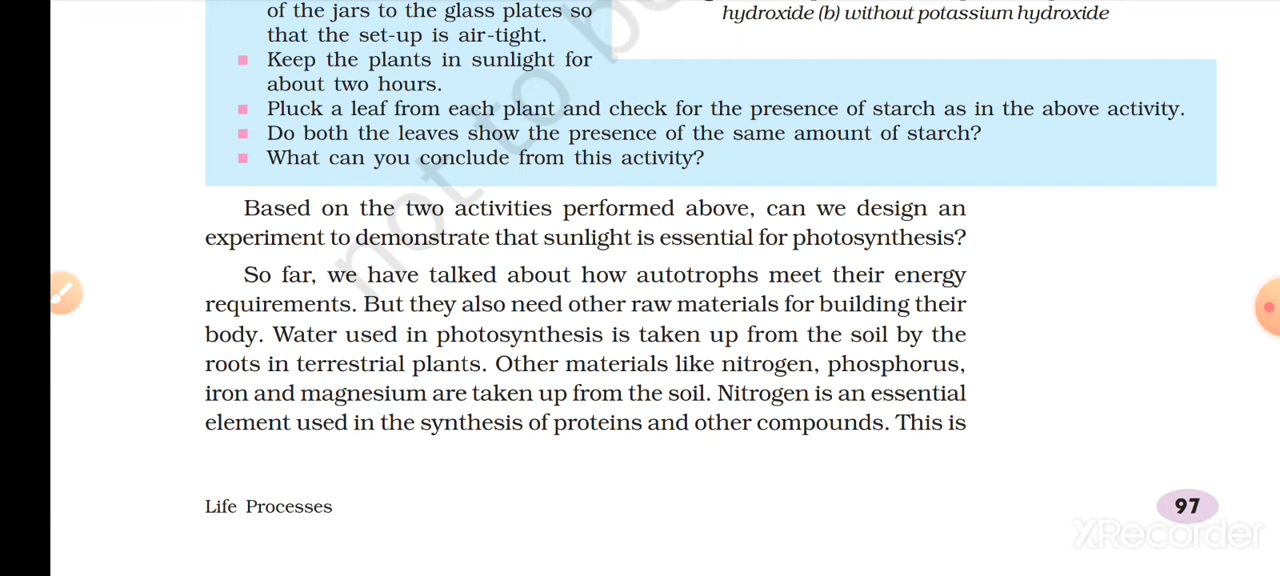 of the jars to the glass plates so
that the set-up is air-tight.
hydroxide (b) without potassium hydroxide
Keep the plants in sunlight for
about two hours.
Pluck a leaf from each plant and check for the presence of starch as in the above activity.
Do both the leaves show the presence of the same amount of starch?
What can you conclude from this activity?
Based on the two activities performed above, can we design an
experiment to demonstrate that sunlight is essential for photosynthesis?
So far, we have talked about how autotrophs meet their energy
requirements. But they also need other raw materials for building their
body. Water used in photosynthesis is taken up from the soil by the
roots in terrestrial plants. Other materials like nitrogen, phosphorus,
iron and magnesium are taken up from the soil. Nitrogen is an essential
element used in the synthesis of proteins and other compounds. This is
Life Processes
97
XRecorder
not to b